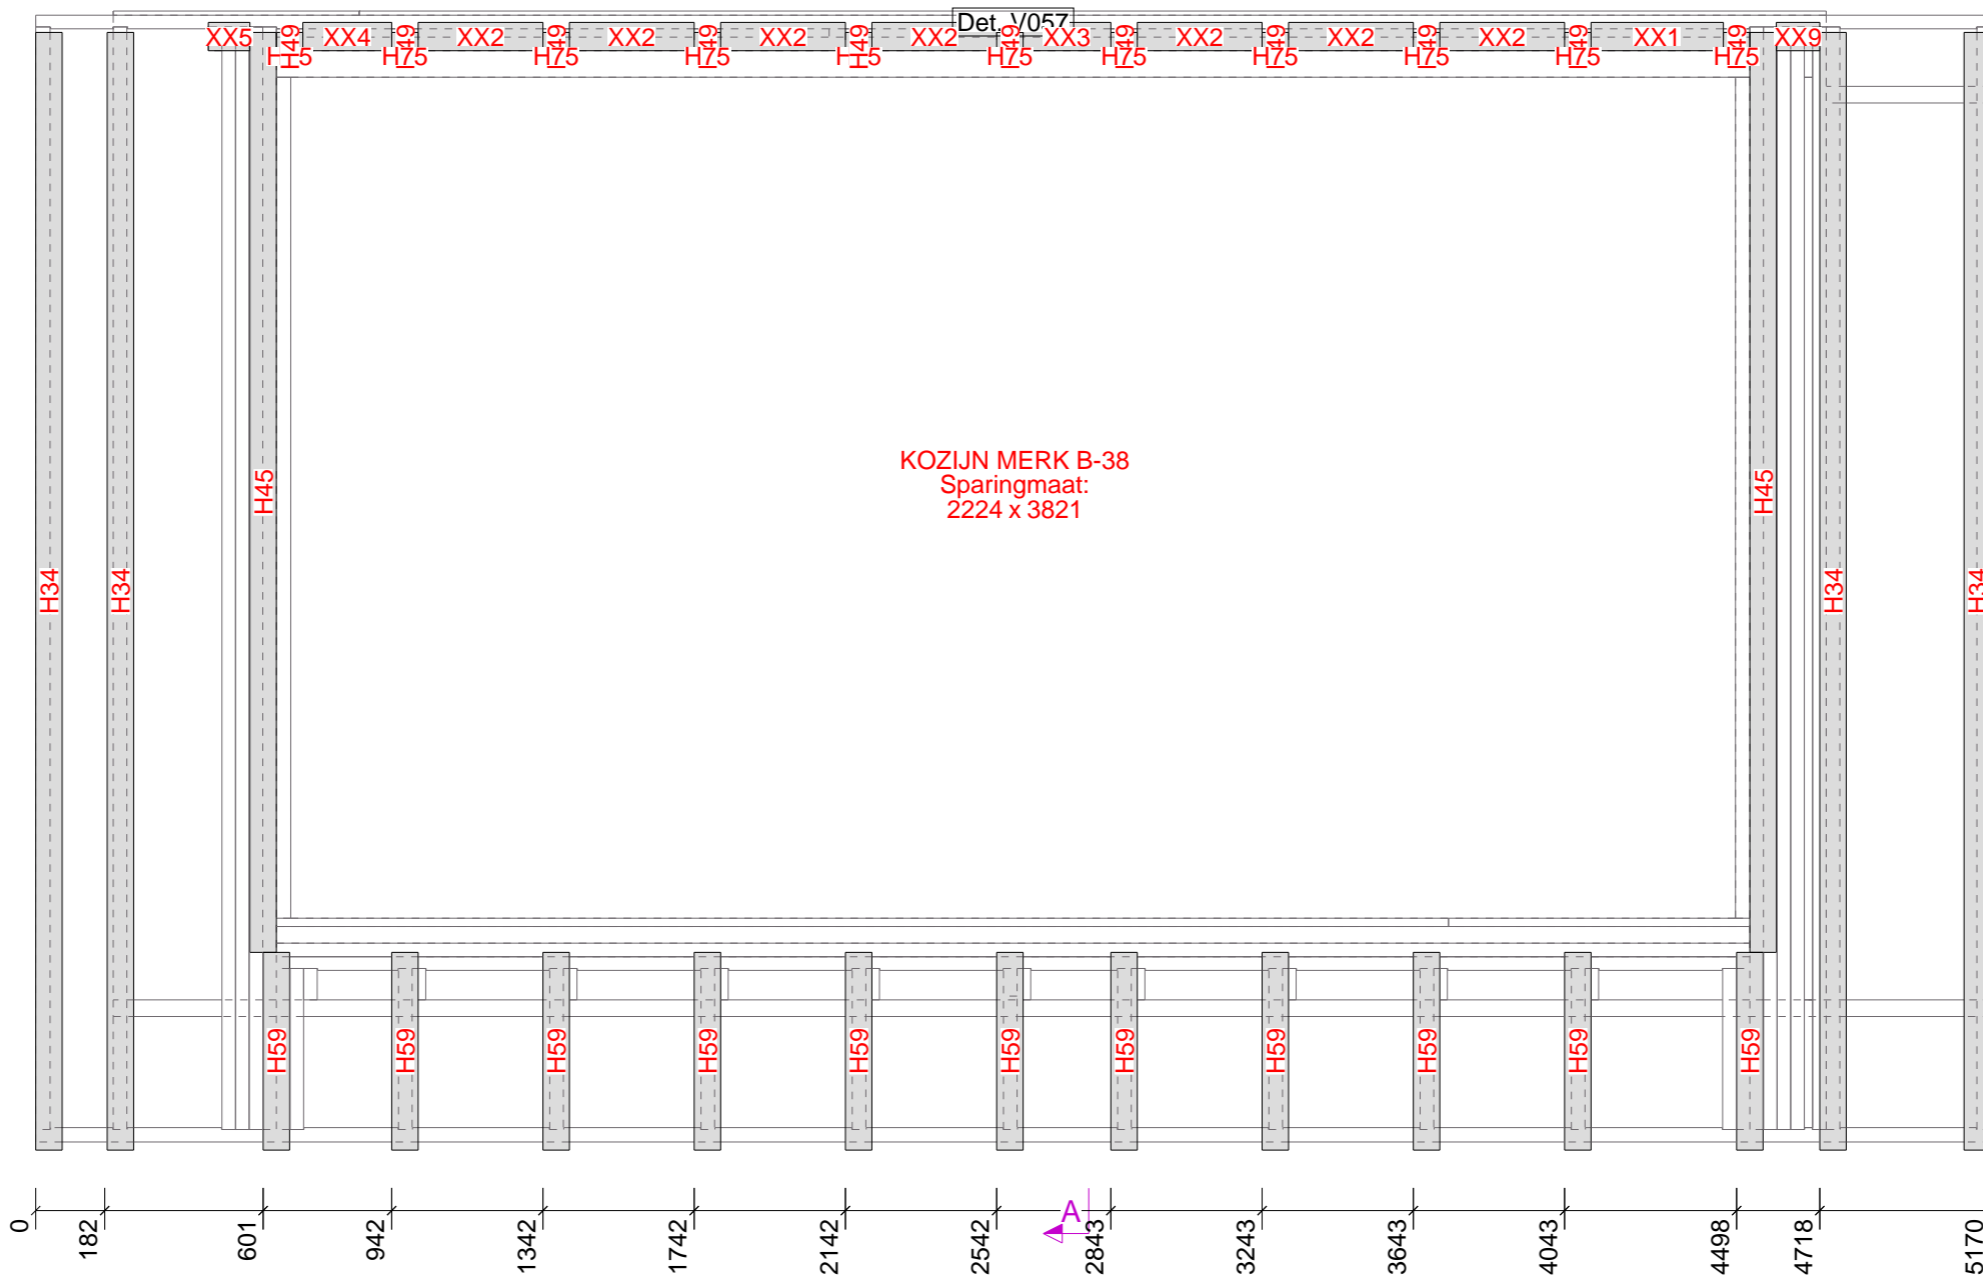 Det. V057
XX5
H49
XX4
H49
XX2
H49
XX2
H49
XX2
H49
XX2
H49
XX3
H49
XX2
H49
XX2
H49
XX2
H49
XX1
H49
XX9
H75
H75
H75
H75
H75
H75
H75
H75
H75
H75
H75
KOZIJN MERK B-38
Sparingmaat:
2224 x 3821
H45
H45
H34
H34
H34
H34
H59
H59
H59
H59
H59
H59
H59
H59
H59
H59
H59
A
0
182
601
942
1342
1742
2142
2542
2843
3243
3643
4043
4498
4718
5170